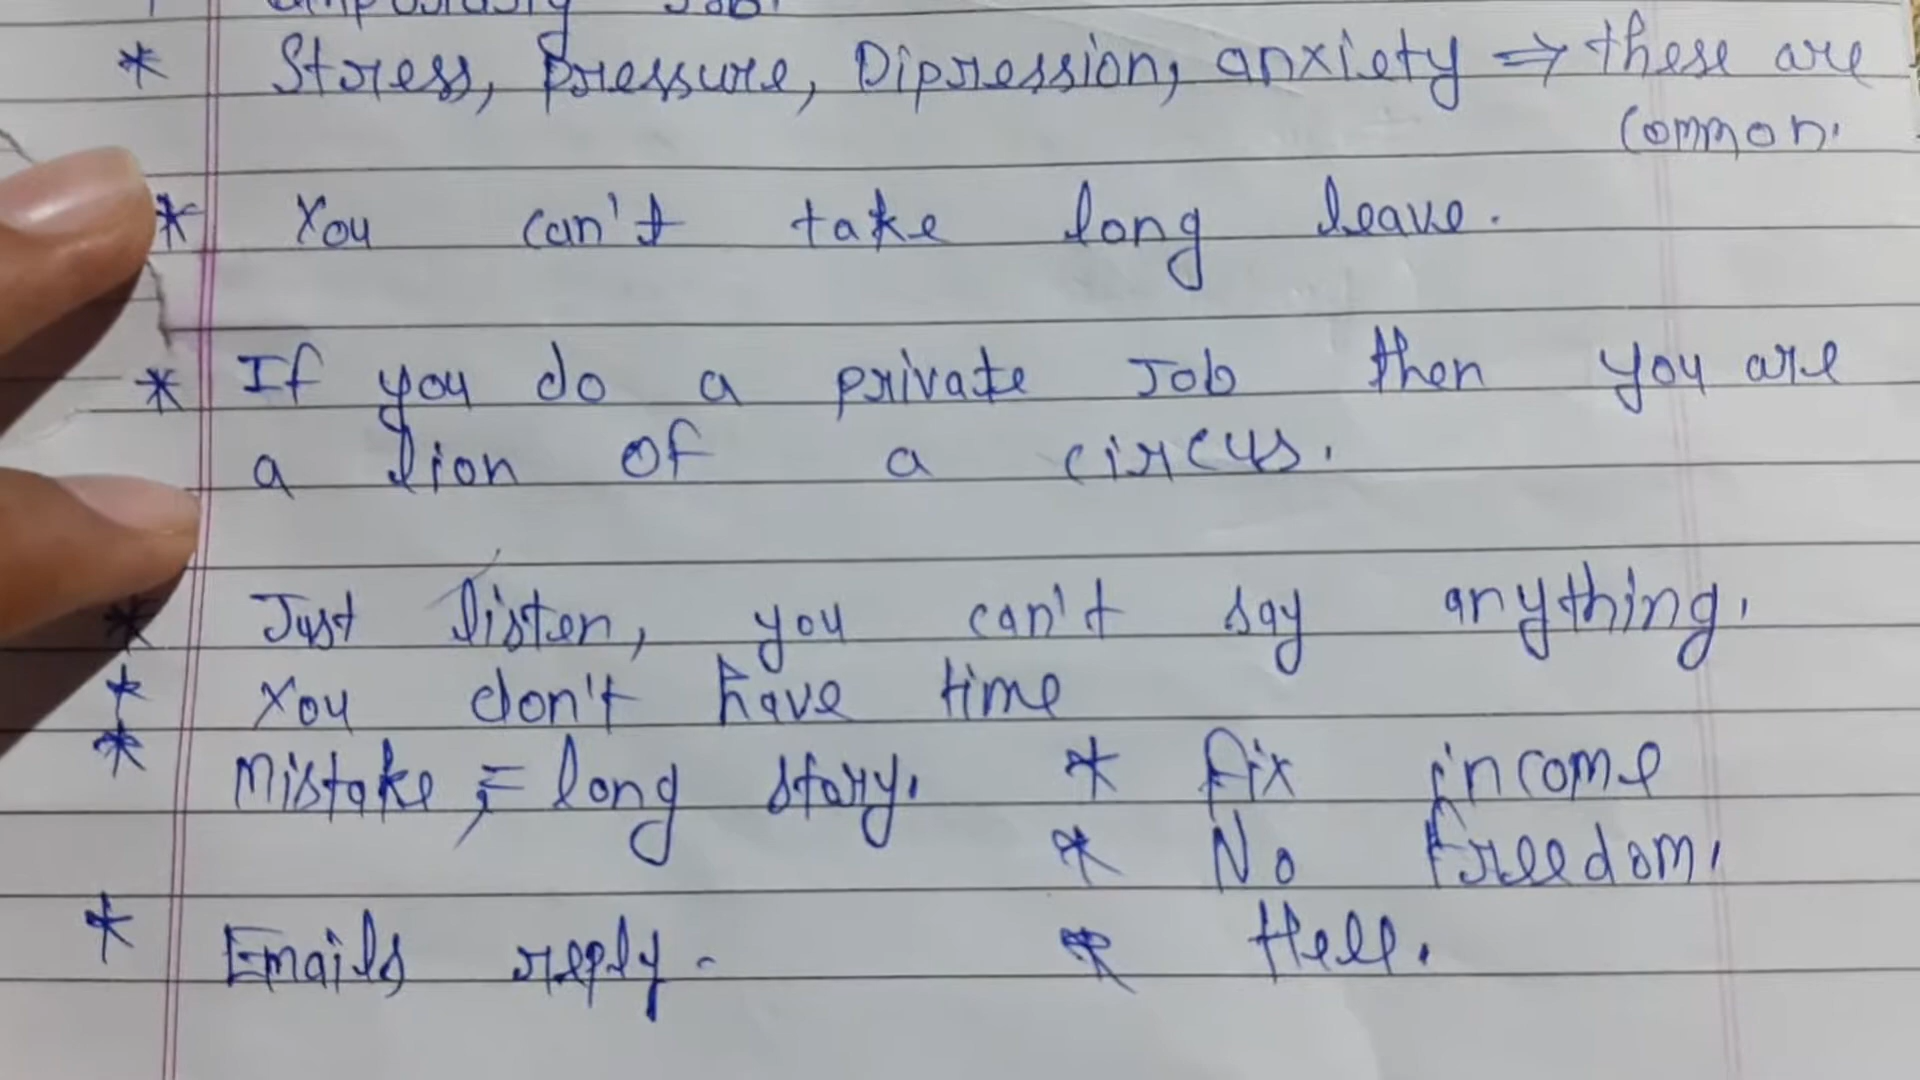 Job.
* Stress, Pressure, Dipression, anxiety ⇒ these are
common.
* You can't take long leave.
* If you do a private Job then you are
a lion of a circus.
* Just listen, you can't say anything.
* You don't have time
* Mistake = long story. * fix income
* No freedom.
* Emails reply. * Hell.